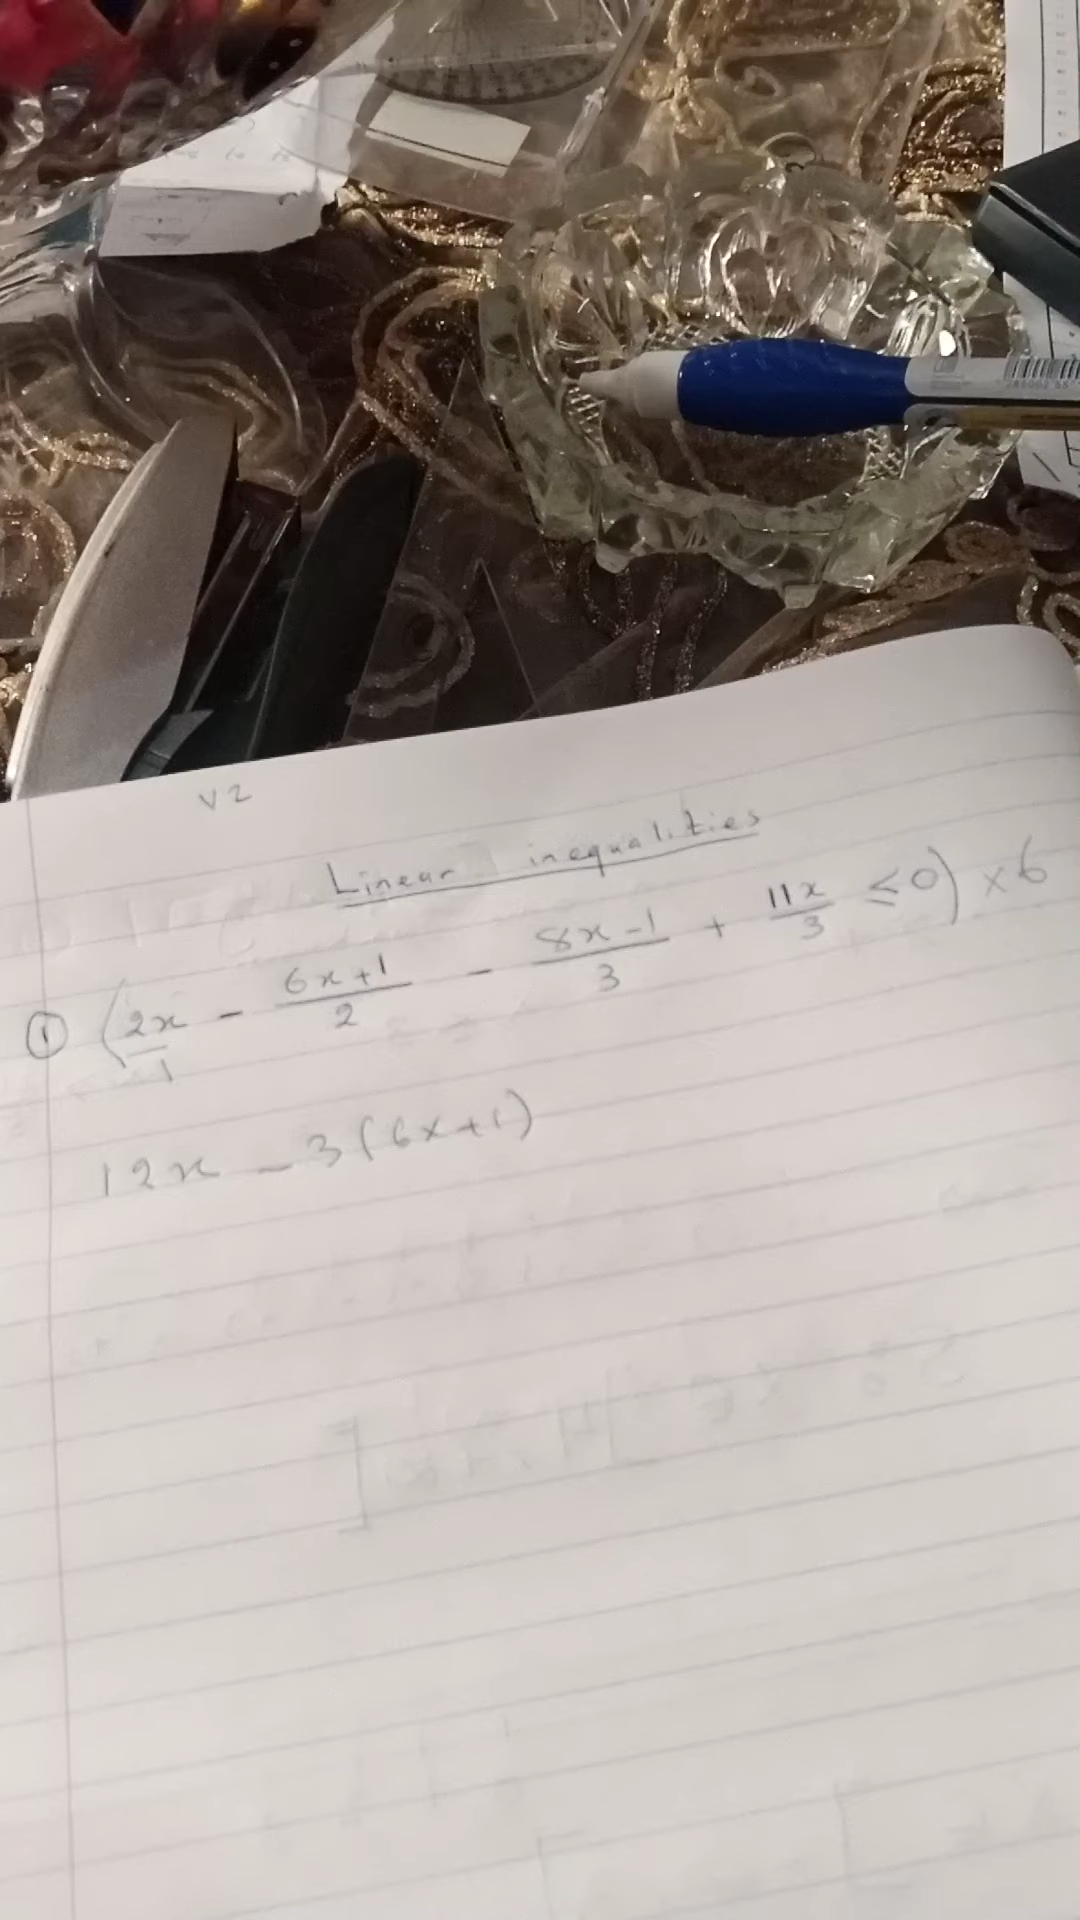 V2
Linear inequalities
① (2x/1 - 6x+1/2 - 8x-1/3 + 11x/3 ≤0) ×6
12x - 3(6x+1)